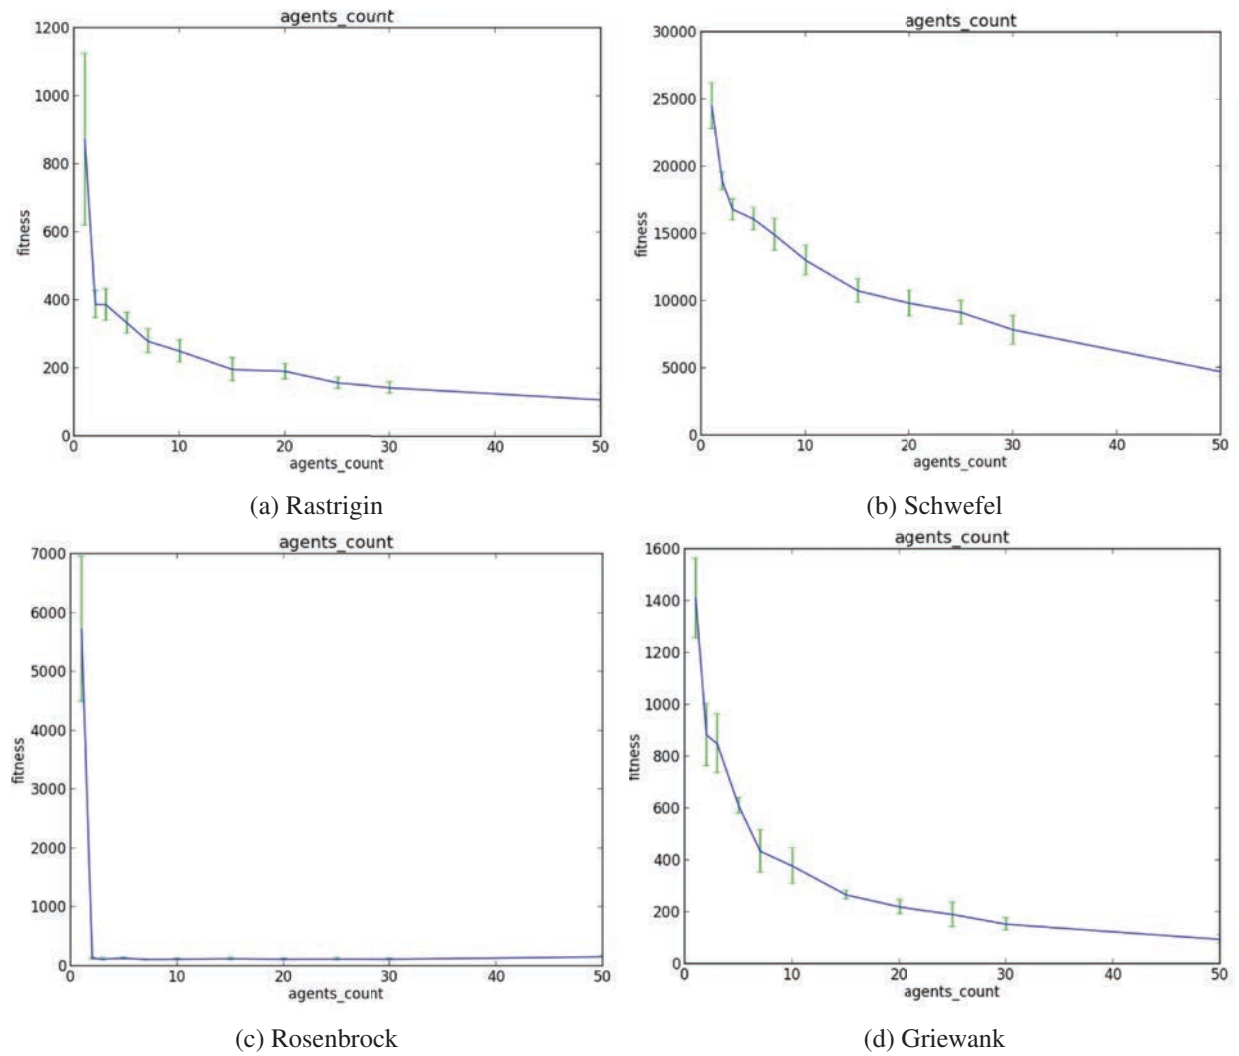 agents_count
1200
1000
800
600
400
200
0
fitness
0 10 20 30 40 50
agents_count
(a) Rastrigin
agents_count
30000
25000
20000
15000
10000
5000
0
fitness
0 10 20 30 40 50
agents_count
(b) Schwefel
agents_count
7000
6000
5000
4000
3000
2000
1000
0
fitness
0 10 20 30 40 50
agents_count
(c) Rosenbrock
agents_count
1600
1400
1200
1000
800
600
400
200
0
fitness
0 10 20 30 40 50
agents_count
(d) Griewank